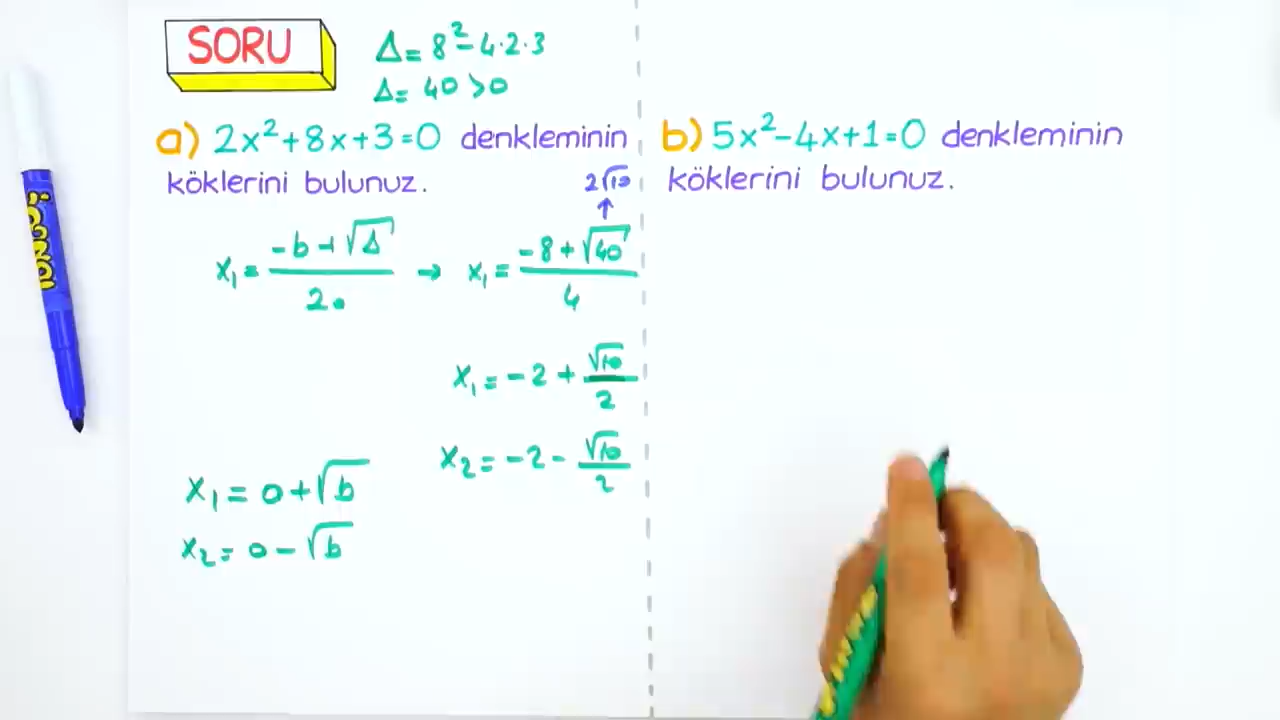 SORU
Δ = 8² - 4·2·3
Δ = 40 > 0
a) 2x² + 8x + 3 = 0 denkleminin
köklerini bulunuz.
2√10
↑
x₁ = (-b + √Δ) / 2a → x₁ = (-8 + √40) / 4
x₁ = -2 + √10/2
x₂ = -2 - √10/2
x₁ = a + √b
x₂ = a - √b
b) 5x² - 4x + 1 = 0 denkleminin
köklerini bulunuz.